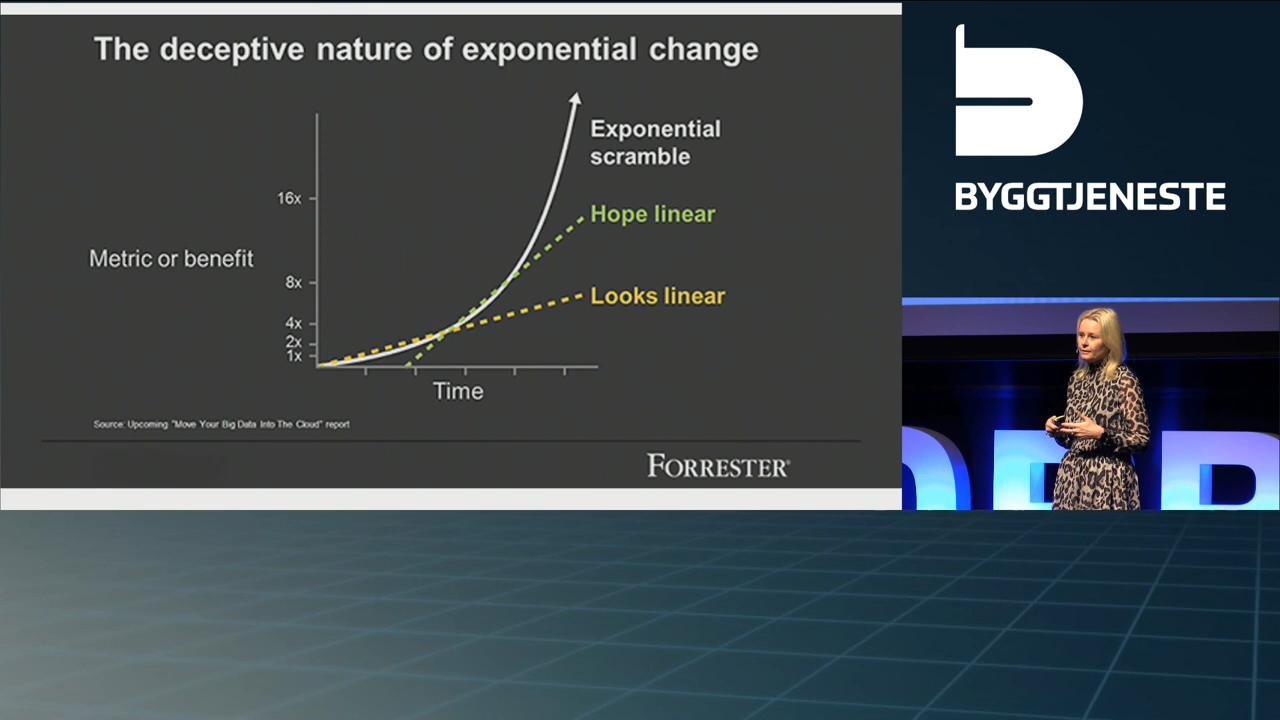 The deceptive nature of exponential change
Exponential
scramble
16x
Hope linear
Metric or benefit
8x
Looks linear
4x
2x
1x
Time
Source: Upcoming "Move Your Big Data Into The Cloud" report
FORRESTER®
BYGGTJENESTE